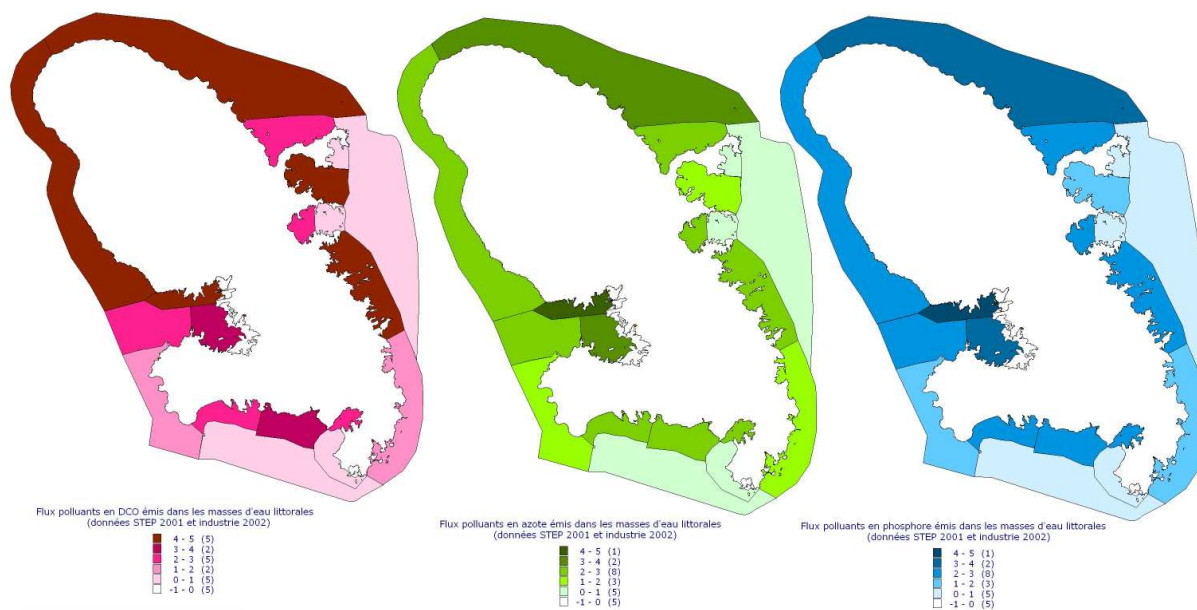 Flux polluants en DCO émis dans les masses d'eau littorales
(données STEP 2001 et industrie 2002)
4 - 5 (5)
3 - 4 (2)
2 - 3 (5)
1 - 2 (2)
0 - 1 (5)
-1 - 0 (5)
Flux polluants en azote émis dans les masses d'eau littorales
(données STEP 2001 et industrie 2002)
4 - 5 (1)
3 - 4 (2)
2 - 3 (8)
1 - 2 (3)
0 - 1 (5)
-1 - 0 (5)
Flux polluants en phosphore émis dans les masses d'eau littorales
(données STEP 2001 et industrie 2002)
4 - 5 (1)
3 - 4 (2)
2 - 3 (8)
1 - 2 (3)
0 - 1 (5)
-1 - 0 (5)